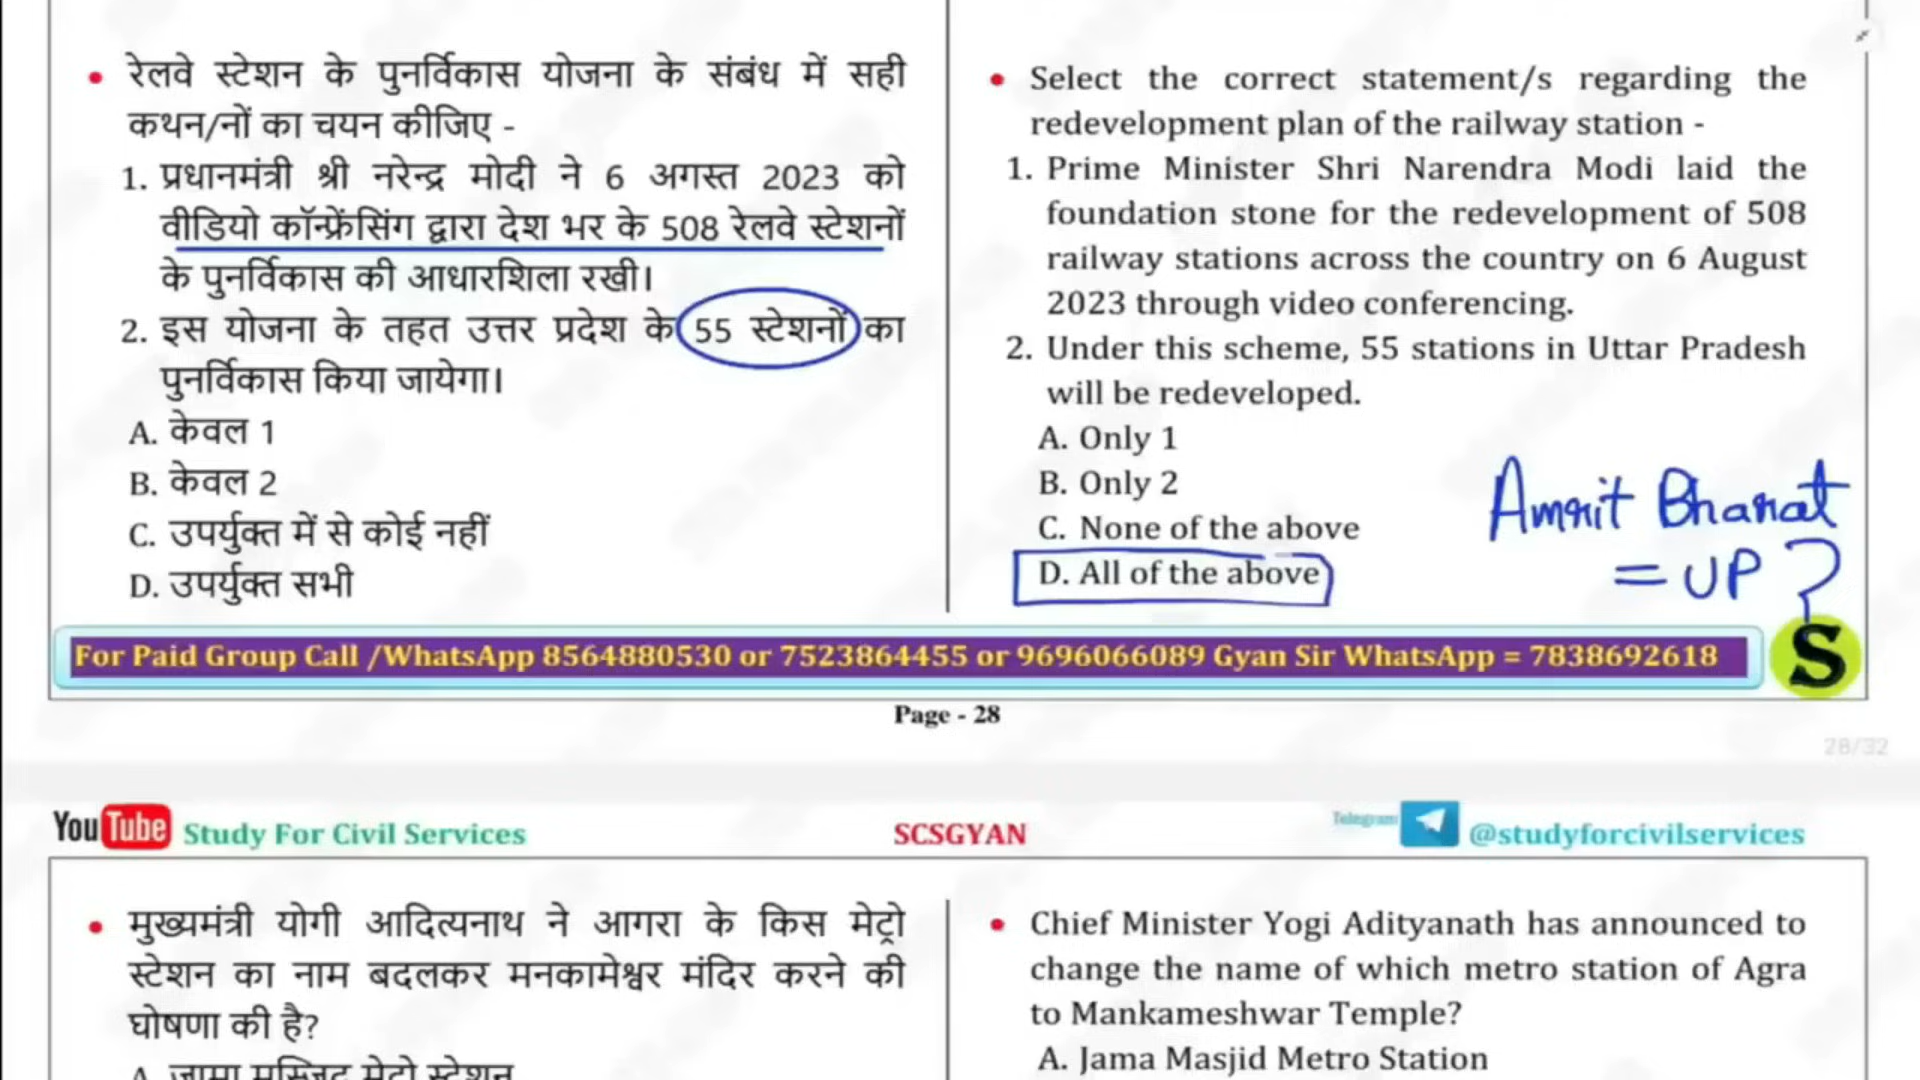 रेलवे स्टेशन के पुनर्विकास योजना के संबंध में सही
कथन/नों का चयन कीजिए -
1. प्रधानमंत्री श्री नरेन्द्र मोदी ने 6 अगस्त 2023 को
वीडियो कॉन्फ्रेंसिंग द्वारा देश भर के 508 रेलवे स्टेशनों
के पुनर्विकास की आधारशिला रखी।
2. इस योजना के तहत उत्तर प्रदेश के 55 स्टेशनों का
पुनर्विकास किया जायेगा।
A. केवल 1
B. केवल 2
C. उपर्युक्त में से कोई नहीं
D. उपर्युक्त सभी
Select the correct statement/s regarding the
redevelopment plan of the railway station -
1. Prime Minister Shri Narendra Modi laid the
foundation stone for the redevelopment of 508
railway stations across the country on 6 August
2023 through video conferencing.
2. Under this scheme, 55 stations in Uttar Pradesh
will be redeveloped.
A. Only 1
B. Only 2
C. None of the above
D. All of the above
Amrit Bharat
= UP ?
For Paid Group Call /WhatsApp 8564880530 or 7523864455 or 9696066089 Gyan Sir WhatsApp = 7838692618
S
Page - 28
28/32
YouTube Study For Civil Services
SCSGYAN
Telegram @studyforcivilservices
मुख्यमंत्री योगी आदित्यनाथ ने आगरा के किस मेट्रो
स्टेशन का नाम बदलकर मनकामेश्वर मंदिर करने की
घोषणा की है?
A. जामा मस्जिद मेट्रो स्टेशन
Chief Minister Yogi Adityanath has announced to
change the name of which metro station of Agra
to Mankameshwar Temple?
A. Jama Masjid Metro Station